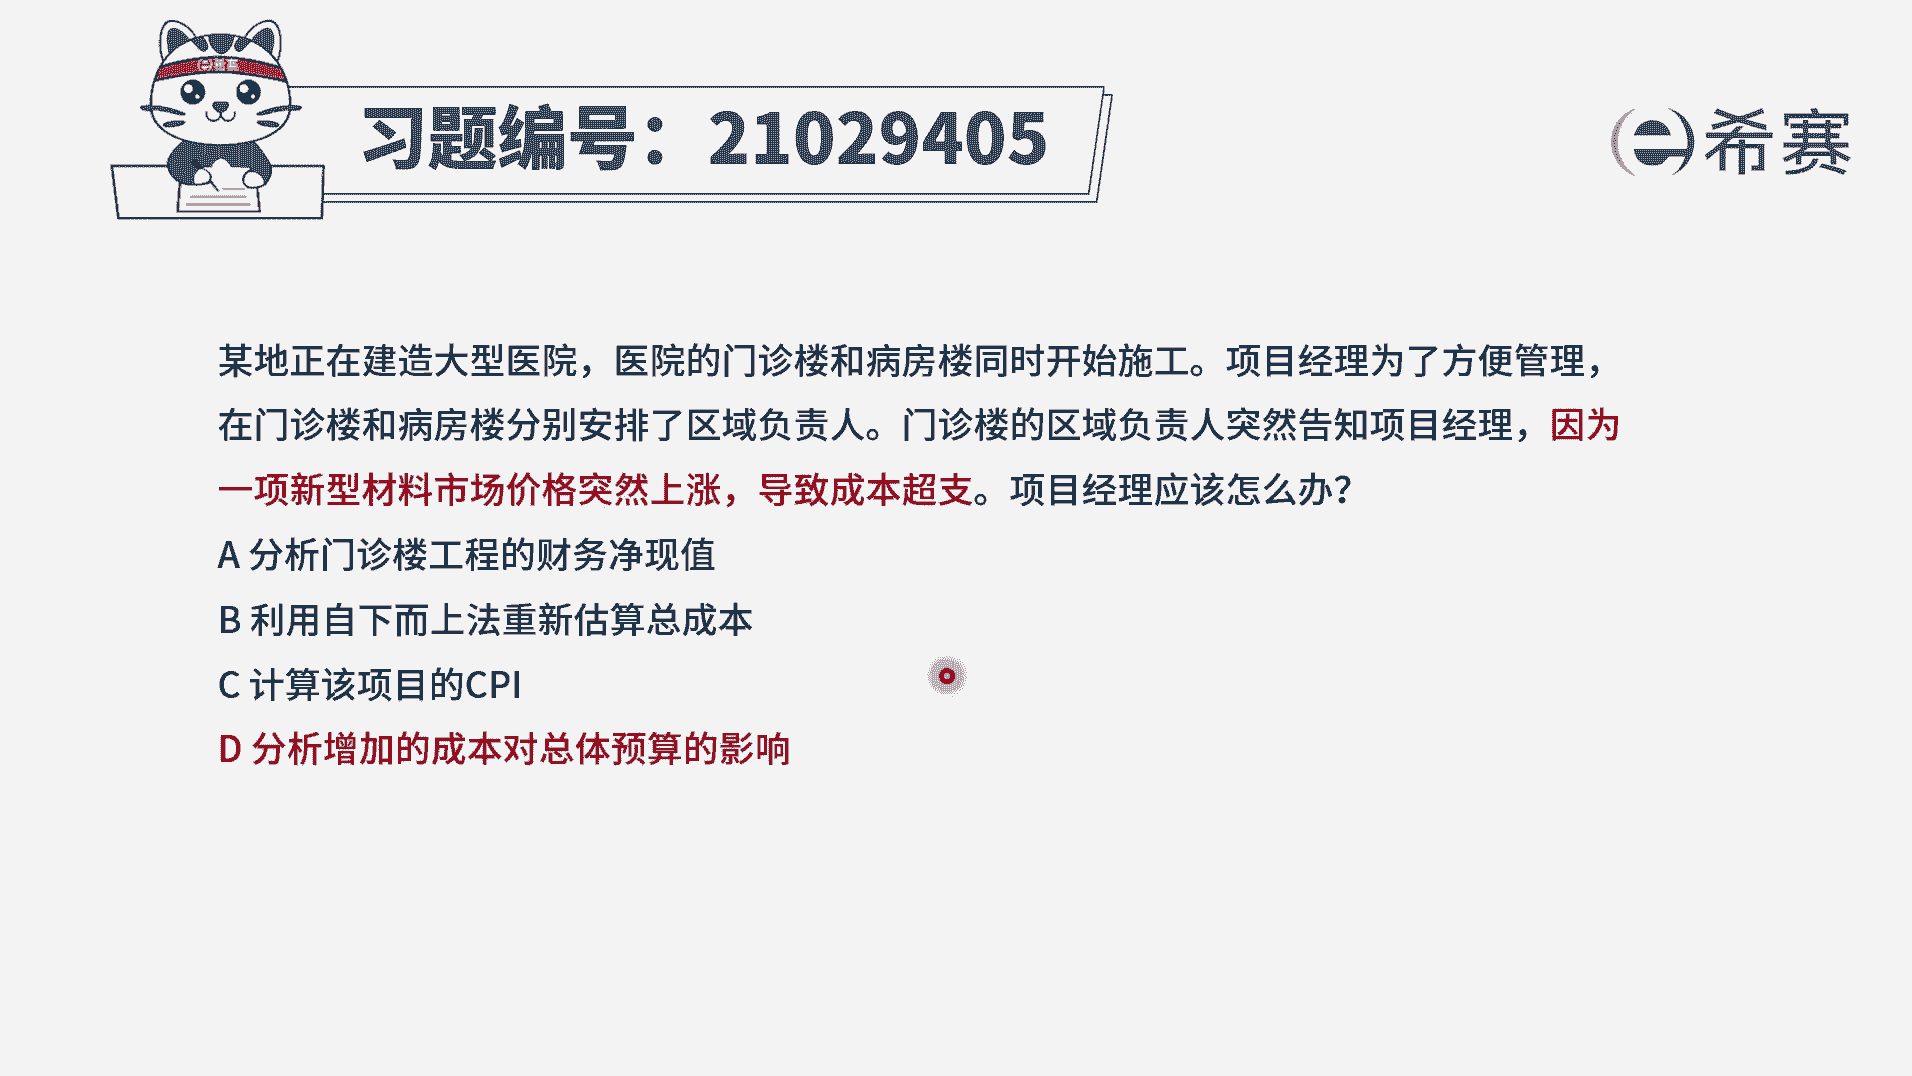 习题编号：21029405
希赛
某地正在建造大型医院，医院的门诊楼和病房楼同时开始施工。项目经理为了方便管理，
在门诊楼和病房楼分别安排了区域负责人。门诊楼的区域负责人突然告知项目经理，因为
一项新型材料市场价格突然上涨，导致成本超支。项目经理应该怎么办？
A 分析门诊楼工程的财务净现值
B 利用自下而上法重新估算总成本
C 计算该项目的CPI
D 分析增加的成本对总体预算的影响